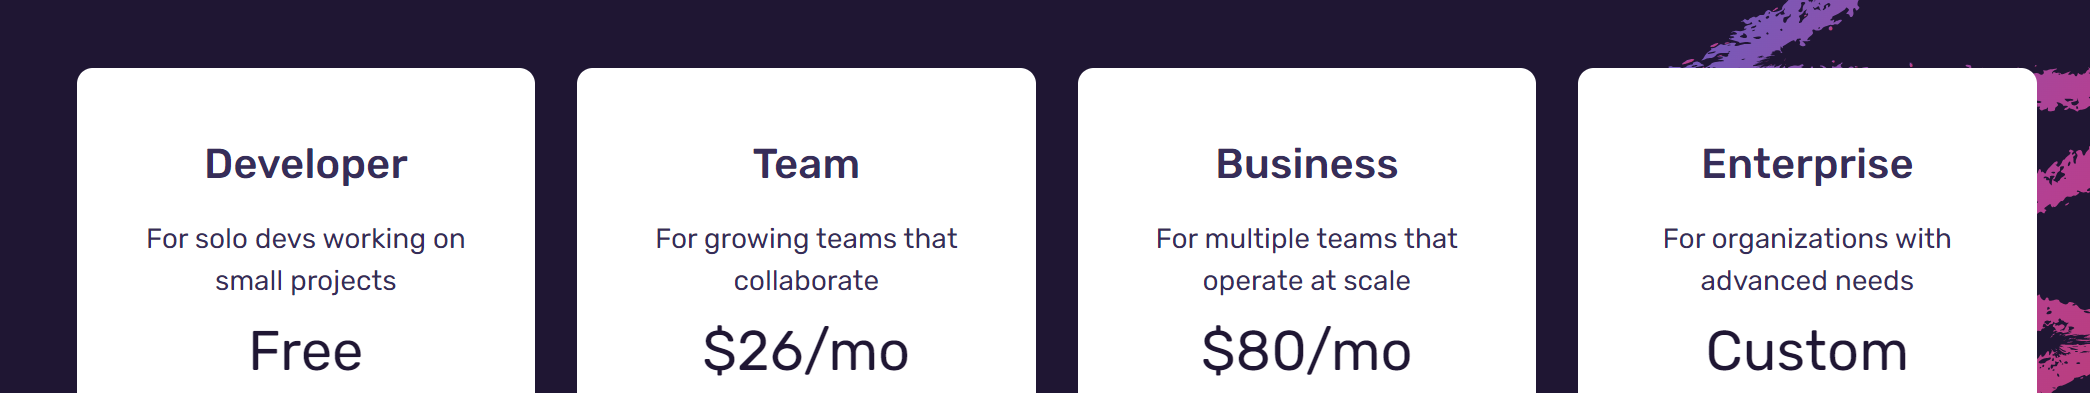 Developer
For solo devs working on
small projects
Free
Team
For growing teams that
collaborate
$26/mo
Business
For multiple teams that
operate at scale
$80/mo
Enterprise
For organizations with
advanced needs
Custom